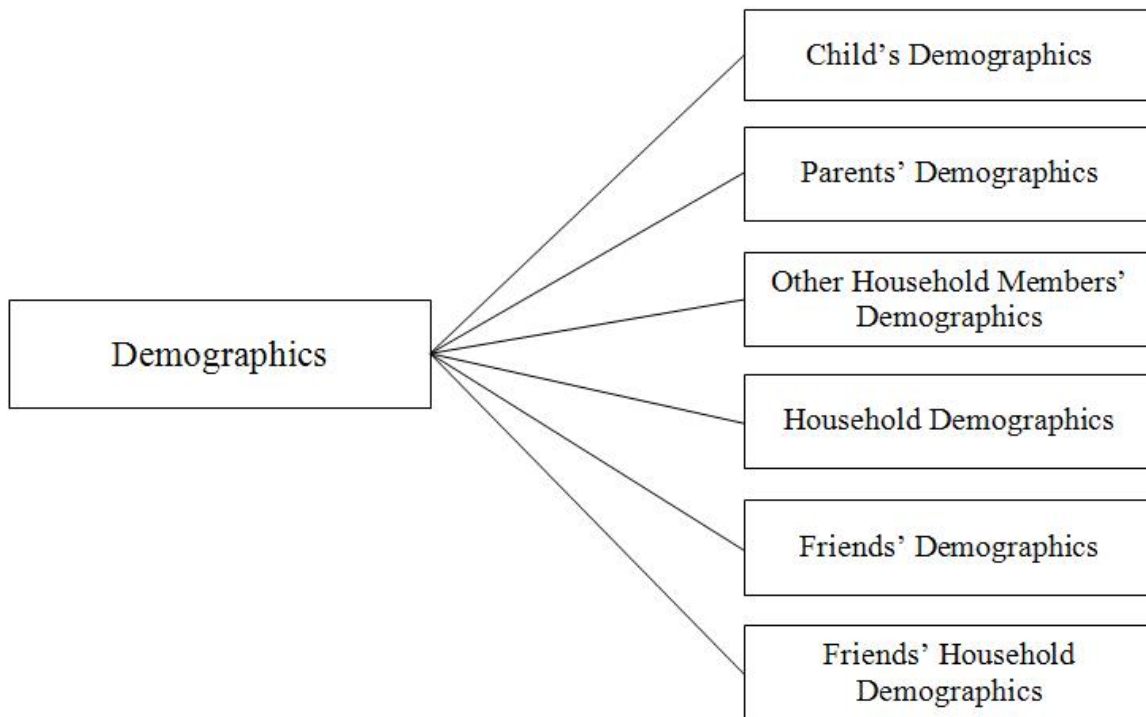 Child’s Demographics
Parents’ Demographics
Other Household Members’
Demographics
Demographics
Household Demographics
Friends’ Demographics
Friends’ Household
Demographics